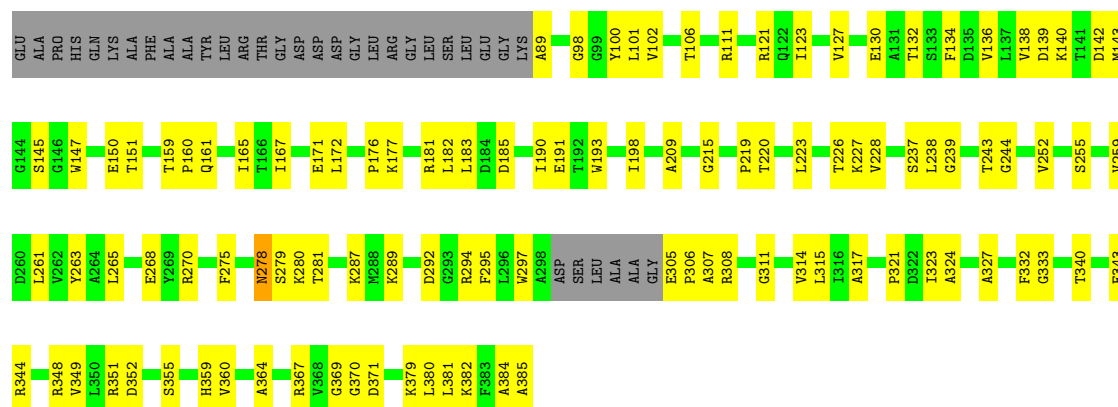 GLU ALA PRO HIS GLN LYS ALA PHE ALA ALA TYR LEU ARG THR GLY ASP ASP ASP GLY LEU ARG GLY LEU SER LEU GLU GLY LYS A89 G98 G99 Y100 L101 V102 T106 R111 R121 Q122 I123 V127 E130 A131 T132 S133 F134 D135 V136 L137 V138 D139 K140 T141 D142 M143
G144 S145 G146 W147 E150 T151 T159 P160 Q161 I165 T166 I167 E171 L172 P176 K177 R181 L182 L183 D184 D185 I190 E191 T192 W193 I198 A209 G215 P219 T220 L223 T226 K227 V228 S237 L238 G239 T243 G244 V252 S255 V259
D260 L261 V262 Y263 A264 L265 E268 Y269 R270 F275 N278 S279 K280 T281 K287 M288 K289 D292 G293 R294 F295 L296 W297 A298 ASP SER LEU ALA ALA GLY E305 P306 A307 R308 G311 V314 L315 I316 A317 P321 D322 I323 A324 A327 F332 G333 T340 E343
R344 R348 V349 L350 R351 D352 S355 H359 V360 A364 R367 V368 G369 G370 D371 K379 L380 L381 K382 F383 A384 A385